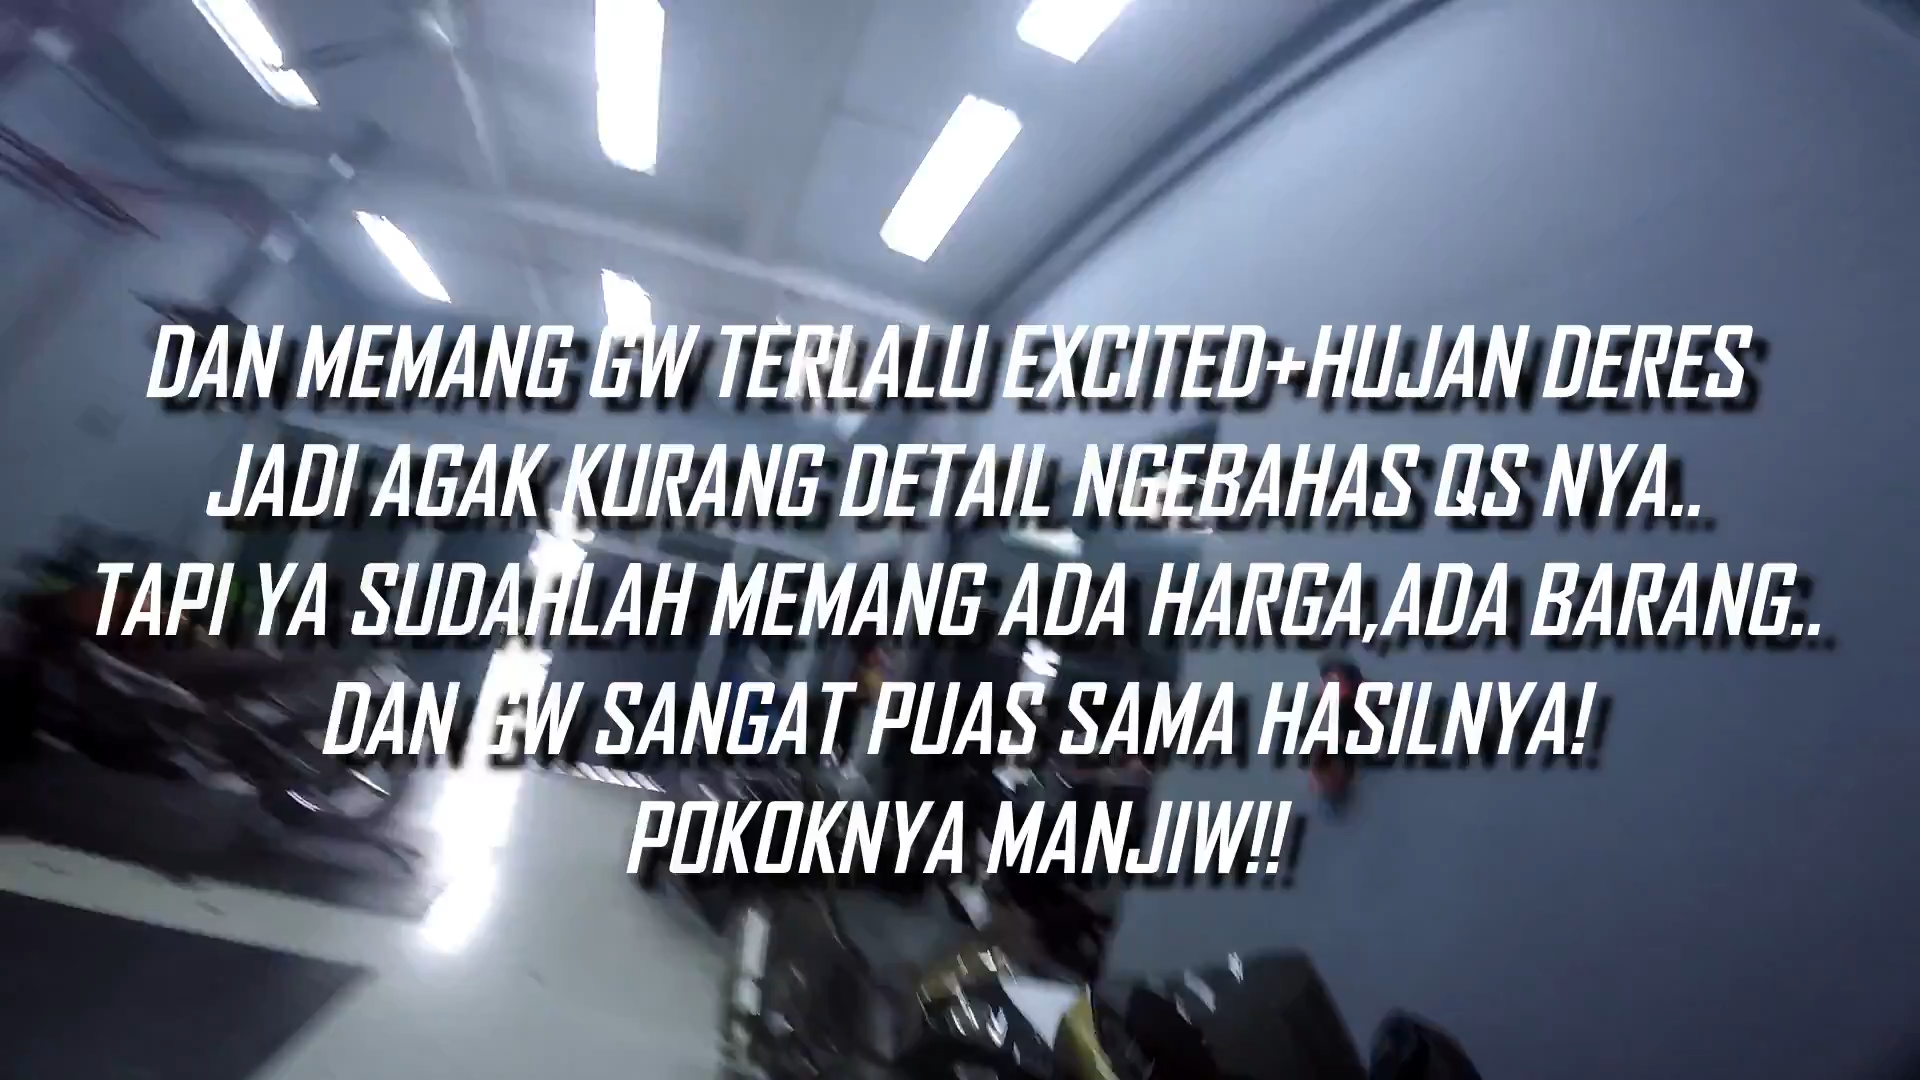 DAN MEMANG GW TERLALU EXCITED+HUJAN DERES
JADI AGAK KURANG DETAIL NGEBAHAS QS NYA..
TAPI YA SUDAHLAH MEMANG ADA HARGA,ADA BARANG..
DAN GW SANGAT PUAS SAMA HASILNYA!
POKOKNYA MANJIW!!